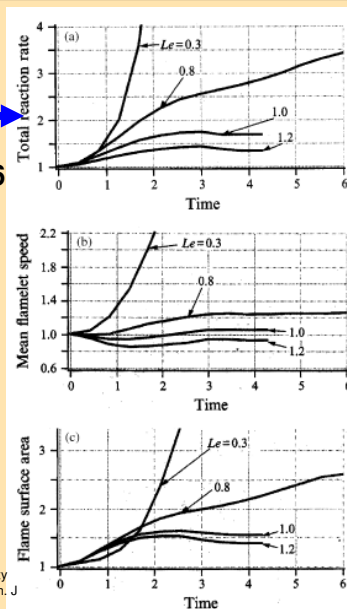 4
(a)
Le=0.3
0.8
3
2
1.0
1.2
1
Total reaction rate
0 1 2 3 4 5 6
Time
2.2
(b)
Le=0.3
1.8
0.8
1.4
1.0
1.0
1.2
0.6
Mean flamelet speed
0 1 2 3 4 5 6
Time
(c)
3
Le=0.3
0.8
2
1.0
1.2
1
Flame surface area
0 1 2 3 4 5 6
Time